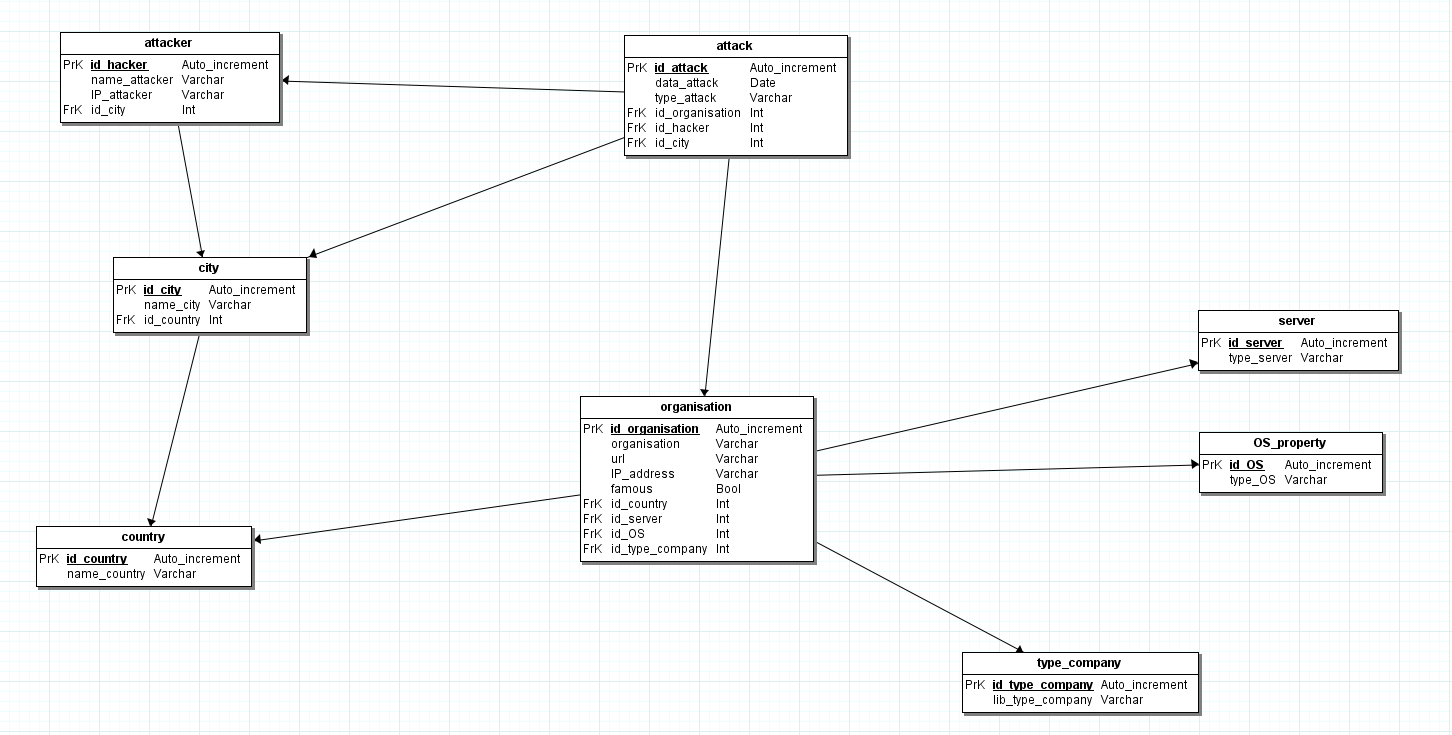 attacker
PrK id_hacker Auto_increment
name_attacker Varchar
IP_attacker Varchar
FrK id_city Int
attack
PrK id_attack Auto_increment
data_attack Date
type_attack Varchar
FrK id_organisation Int
FrK id_hacker Int
FrK id_city Int
city
PrK id_city Auto_increment
name_city Varchar
FrK id_country Int
server
PrK id_server Auto_increment
type_server Varchar
organisation
PrK id_organisation Auto_increment
organisation Varchar
url Varchar
IP_address Varchar
famous Bool
FrK id_country Int
FrK id_server Int
FrK id_OS Int
FrK id_type_company Int
OS_property
PrK id_OS Auto_increment
type_OS Varchar
country
PrK id_country Auto_increment
name_country Varchar
type_company
PrK id_type_company Auto_increment
lib_type_company Varchar